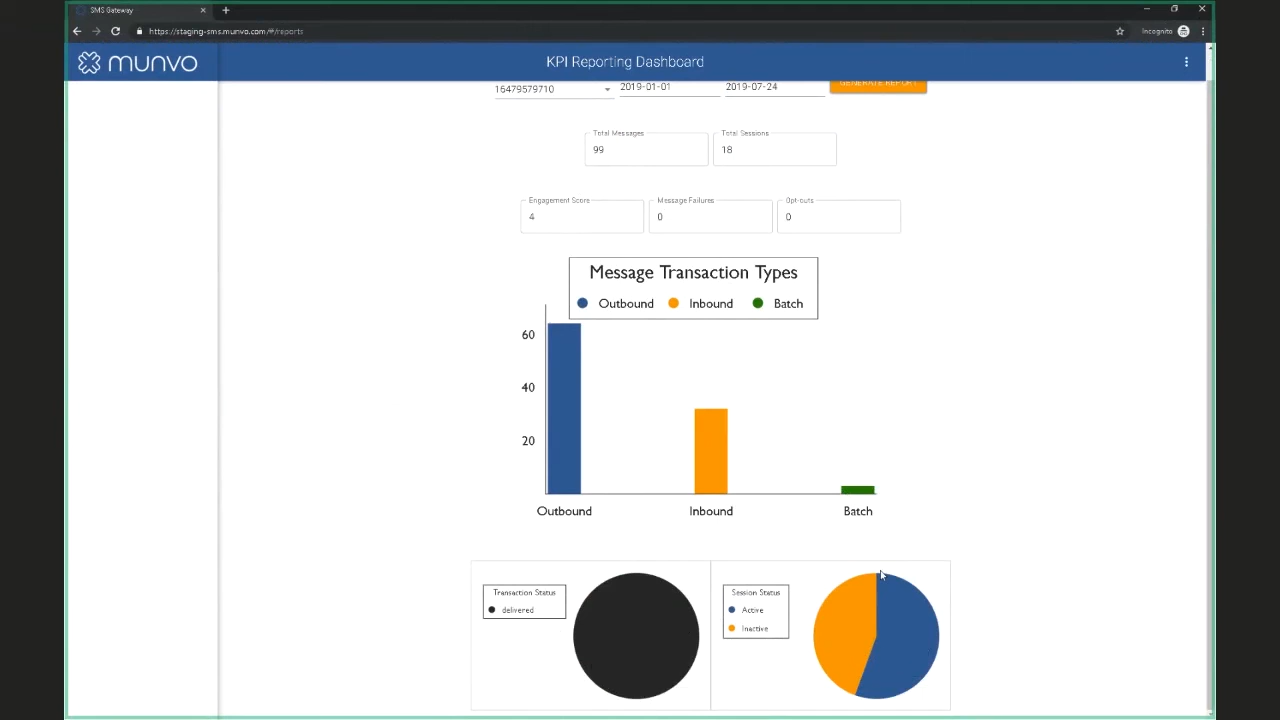 SMS Gateway
https://staging-sms.munvo.com/#/reports
Incognito
munvo
KPI Reporting Dashboard
16479579710
2019-01-01
2019-07-24
GENERATE REPORT
Total Messages
99
Total Sessions
18
Engagement Score
4
Message Failures
0
Opt-outs
0
Message Transaction Types
Outbound Inbound Batch
60
40
20
Outbound Inbound Batch
Transaction Status
delivered
Session Status
Active
Inactive